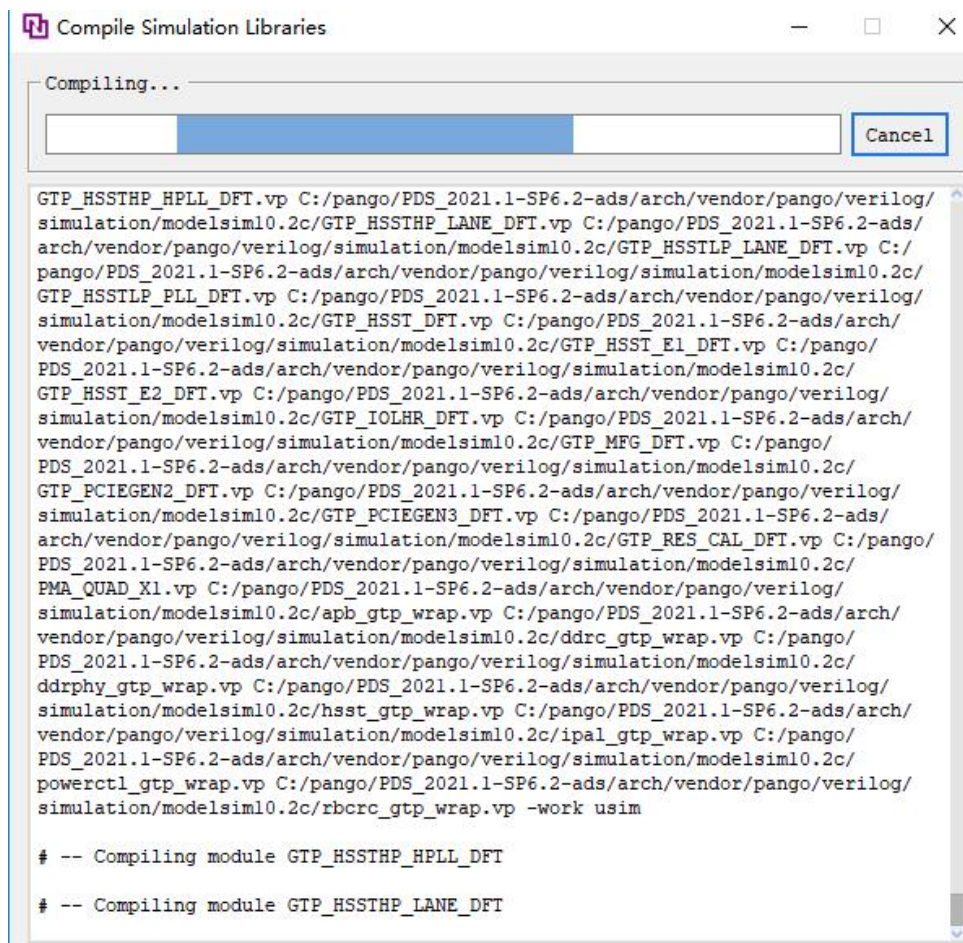 Compile Simulation Libraries
Compiling...
Cancel
GTP_HSSTHP_HPLL_DFT.vp C:/pango/PDS_2021.1-SP6.2-ads/arch/vendor/pango/verilog/
simulation/modelsim10.2c/GTP_HSSTHP_LANE_DFT.vp C:/pango/PDS_2021.1-SP6.2-ads/
arch/vendor/pango/verilog/simulation/modelsim10.2c/GTP_HSSTLP_LANE_DFT.vp C:/
pango/PDS_2021.1-SP6.2-ads/arch/vendor/pango/verilog/simulation/modelsim10.2c/
GTP_HSSTLP_PLL_DFT.vp C:/pango/PDS_2021.1-SP6.2-ads/arch/vendor/pango/verilog/
simulation/modelsim10.2c/GTP_HSST_DFT.vp C:/pango/PDS_2021.1-SP6.2-ads/arch/
vendor/pango/verilog/simulation/modelsim10.2c/GTP_HSST_E1_DFT.vp C:/pango/
PDS_2021.1-SP6.2-ads/arch/vendor/pango/verilog/simulation/modelsim10.2c/
GTP_HSST_E2_DFT.vp C:/pango/PDS_2021.1-SP6.2-ads/arch/vendor/pango/verilog/
simulation/modelsim10.2c/GTP_IOLHR_DFT.vp C:/pango/PDS_2021.1-SP6.2-ads/arch/
vendor/pango/verilog/simulation/modelsim10.2c/GTP_MFG_DFT.vp C:/pango/
PDS_2021.1-SP6.2-ads/arch/vendor/pango/verilog/simulation/modelsim10.2c/
GTP_PCIEGEN2_DFT.vp C:/pango/PDS_2021.1-SP6.2-ads/arch/vendor/pango/verilog/
simulation/modelsim10.2c/GTP_PCIEGEN3_DFT.vp C:/pango/PDS_2021.1-SP6.2-ads/
arch/vendor/pango/verilog/simulation/modelsim10.2c/GTP_RES_CAL_DFT.vp C:/pango/
PDS_2021.1-SP6.2-ads/arch/vendor/pango/verilog/simulation/modelsim10.2c/
PMA_QUAD_X1.vp C:/pango/PDS_2021.1-SP6.2-ads/arch/vendor/pango/verilog/
simulation/modelsim10.2c/apb_gtp_wrap.vp C:/pango/PDS_2021.1-SP6.2-ads/arch/
vendor/pango/verilog/simulation/modelsim10.2c/ddrc_gtp_wrap.vp C:/pango/
PDS_2021.1-SP6.2-ads/arch/vendor/pango/verilog/simulation/modelsim10.2c/
ddrphy_gtp_wrap.vp C:/pango/PDS_2021.1-SP6.2-ads/arch/vendor/pango/verilog/
simulation/modelsim10.2c/hsst_gtp_wrap.vp C:/pango/PDS_2021.1-SP6.2-ads/arch/
vendor/pango/verilog/simulation/modelsim10.2c/ipal_gtp_wrap.vp C:/pango/
PDS_2021.1-SP6.2-ads/arch/vendor/pango/verilog/simulation/modelsim10.2c/
powerctl_gtp_wrap.vp C:/pango/PDS_2021.1-SP6.2-ads/arch/vendor/pango/verilog/
simulation/modelsim10.2c/rbcrc_gtp_wrap.vp -work usim
# -- Compiling module GTP_HSSTHP_HPLL_DFT
# -- Compiling module GTP_HSSTHP_LANE_DFT